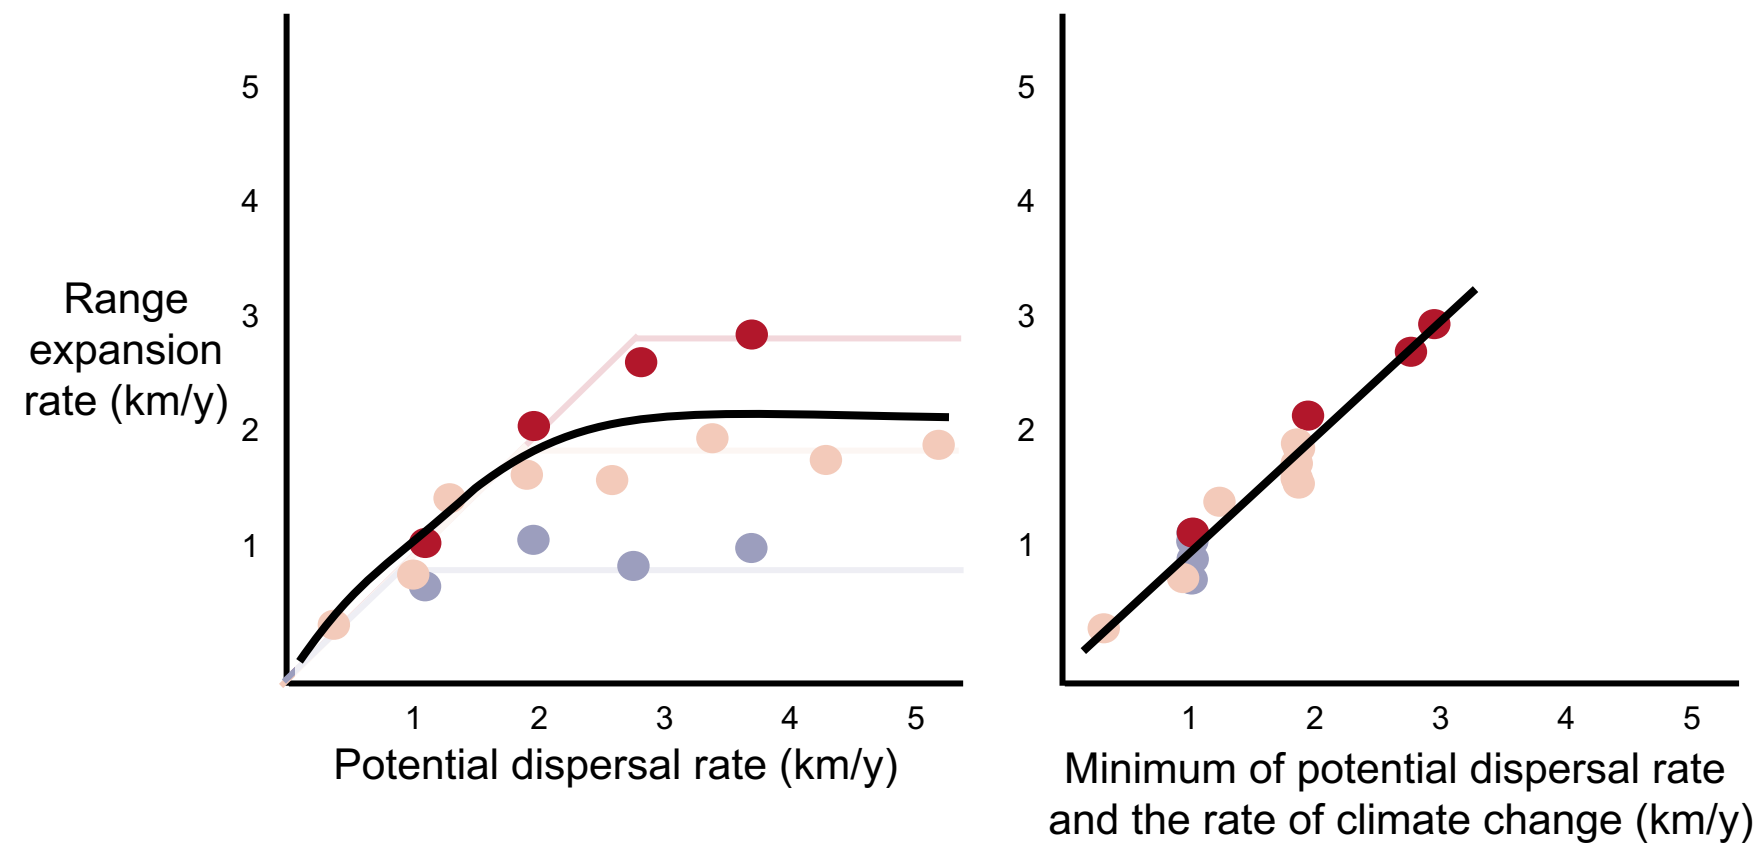 5
4
3
2
1
Range
expansion
rate (km/y)
1 2 3 4 5
Potential dispersal rate (km/y)
5
4
3
2
1
1 2 3 4 5
Minimum of potential dispersal rate
and the rate of climate change (km/y)